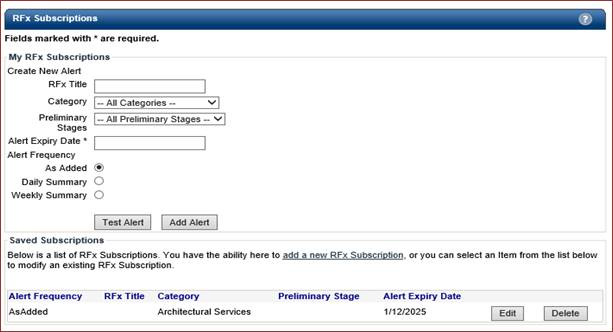 RFx Subscriptions
?
Fields marked with * are required.
My RFx Subscriptions
Create New Alert
RFx Title
Category -- All Categories --
Preliminary Stages -- All Preliminary Stages --
Alert Expiry Date *
Alert Frequency
As Added
Daily Summary
Weekly Summary
Test Alert Add Alert
Saved Subscriptions
Below is a list of RFx Subscriptions. You have the ability here to add a new RFx Subscription, or you can select an Item from the list below
to modify an existing RFx Subscription.
Alert Frequency RFx Title Category Preliminary Stage Alert Expiry Date
AsAdded Architectural Services 1/12/2025 Edit Delete